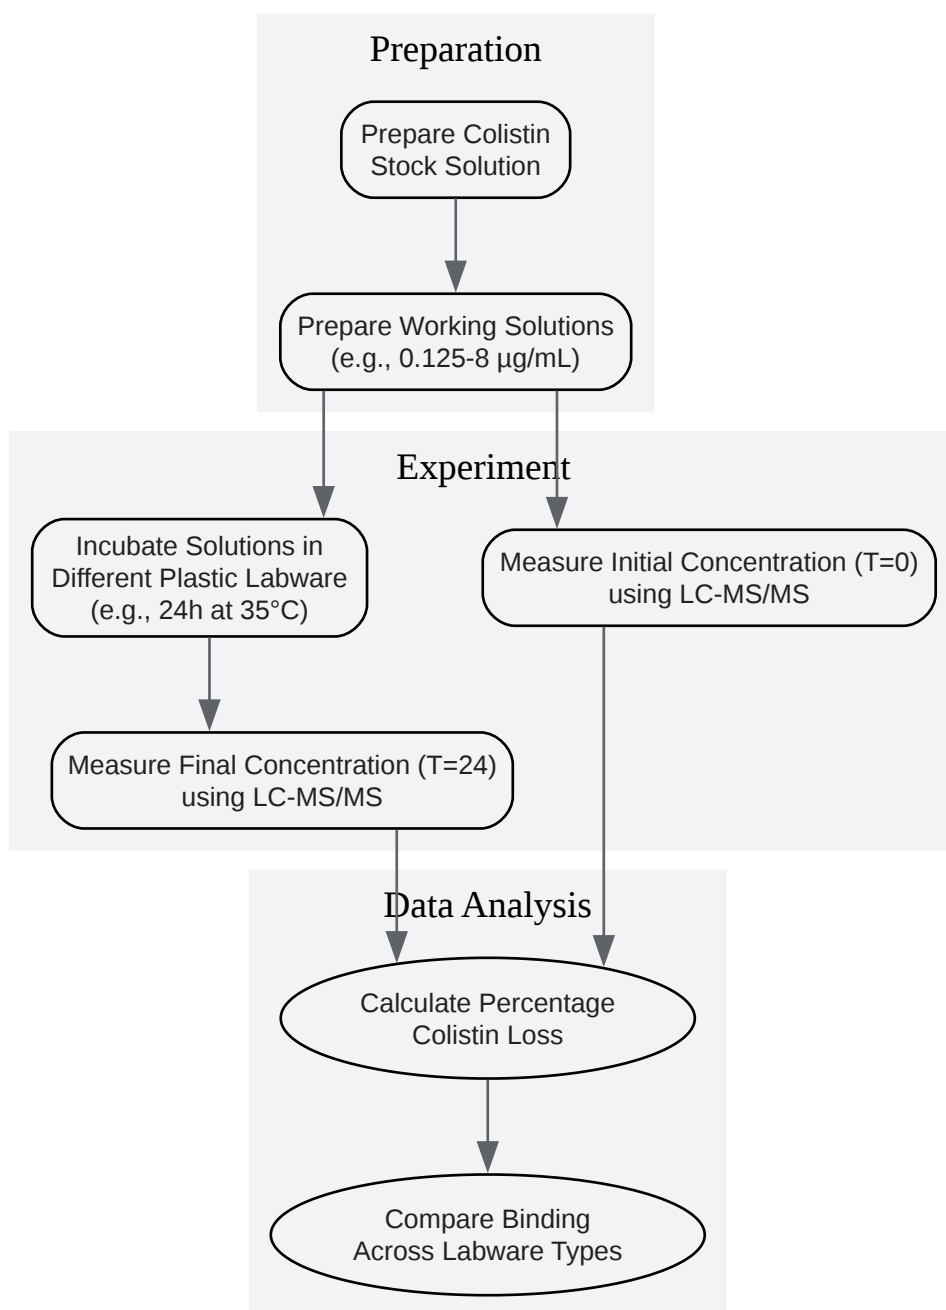 Preparation
Prepare Colistin
Stock Solution
Prepare Working Solutions
(e.g., 0.125-8 µg/mL)
Experiment
Incubate Solutions in
Different Plastic Labware
(e.g., 24h at 35°C)
Measure Initial Concentration (T=0)
using LC-MS/MS
Measure Final Concentration (T=24)
using LC-MS/MS
Data Analysis
Calculate Percentage
Colistin Loss
Compare Binding
Across Labware Types